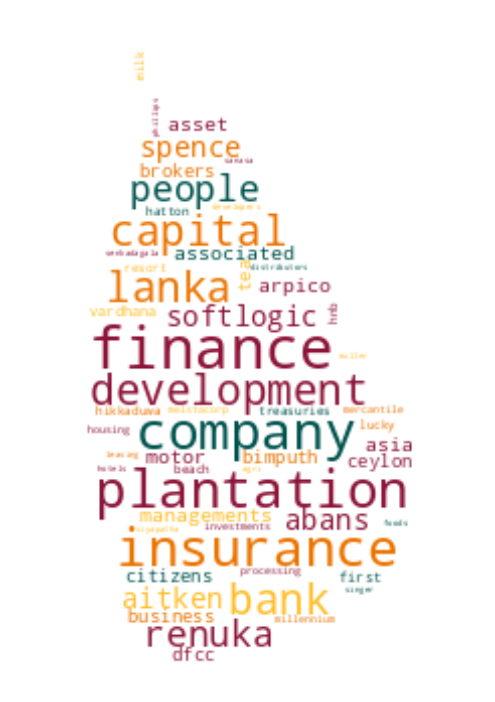 milk
phillips
asset
spence
sanasa
brokers
people
developers
hatton
capital
associated
senkadagala
distributors
resort
tea
lanka
arpico
vardhana
softlogic
hnb
finance
development
hikkaduwa
melstacorp
treasuries
mercantile
company
lucky
housing
asia
leasing
motor
bimputh
ceylon
hotels
beach
agri
plantation
managements
abans
investments
foods
insurance
processing
citizens
first
singer
aitken
bank
business
millennium
renuka
dfcc